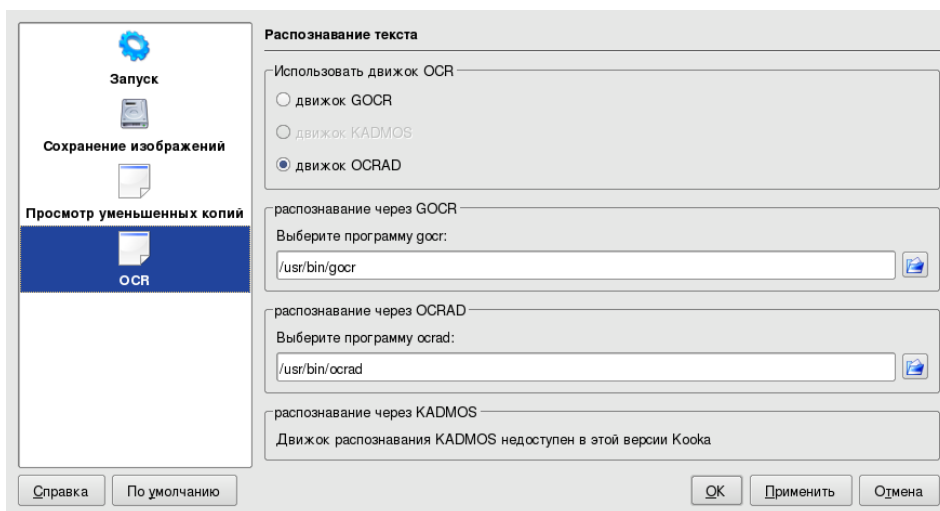 Запуск
Сохранение изображений
Просмотр уменьшенных копий
OCR
Распознавание текста
Использовать движок OCR
движок GOCR
движок KADMOS
движок OCRAD
распознавание через GOCR
Выберите программу gocr:
/usr/bin/gocr
распознавание через OCRAD
Выберите программу ocrad:
/usr/bin/ocrad
распознавание через KADMOS
Движок распознавания KADMOS недоступен в этой версии Kooka
Справка По умолчанию OK Применить Отмена